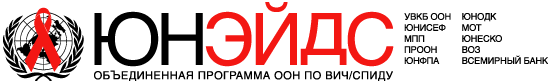 ЮНЭЙДС
ОБЪЕДИНЕННАЯ ПРОГРАММА ООН ПО ВИЧ/СПИДУ
УВКБ ООН
ЮНИСЕФ
МПП
ПРООН
ЮНФПА
ЮНОДК
МОТ
ЮНЕСКО
ВОЗ
ВСЕМИРНЫЙ БАНК